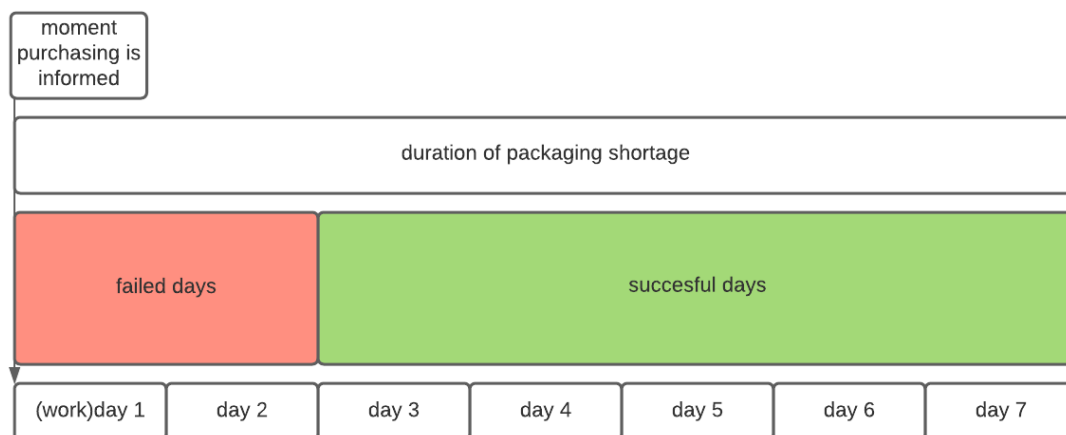 moment
purchasing is
informed
duration of packaging shortage
failed days
succesful days
(work)day 1
day 2
day 3
day 4
day 5
day 6
day 7